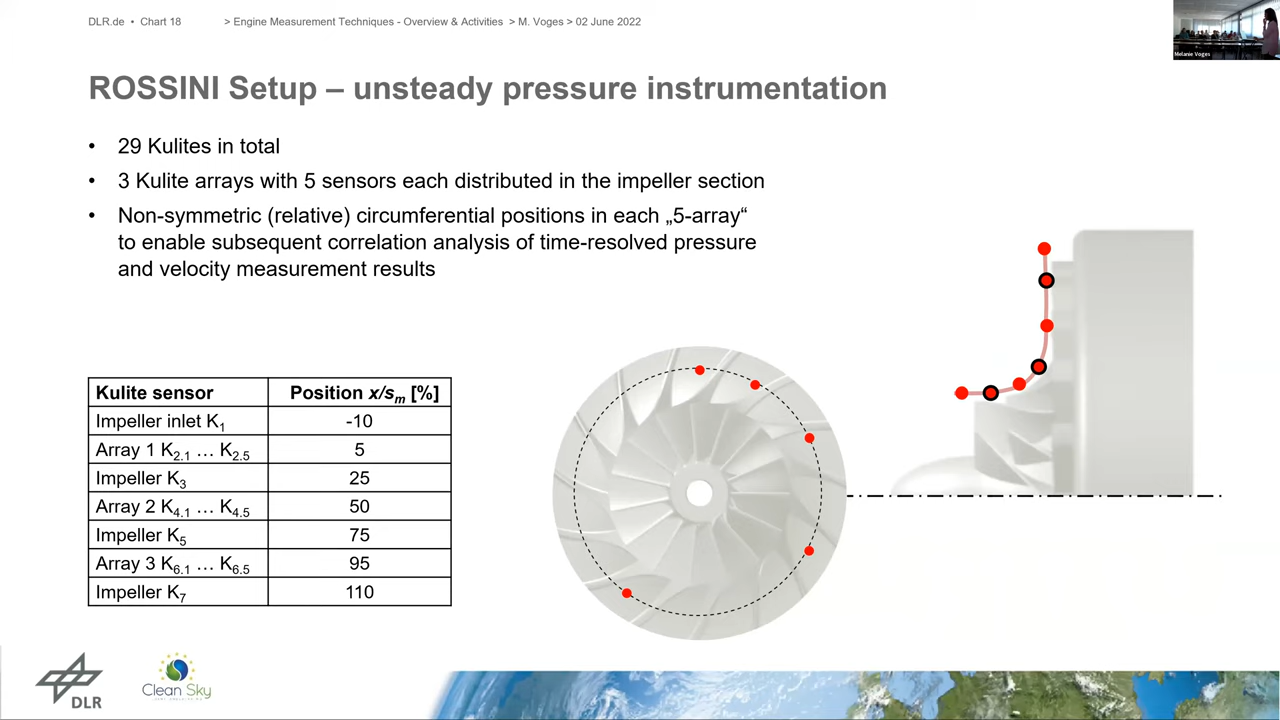 DLR.de • Chart 18 > Engine Measurement Techniques - Overview & Activities > M. Voges > 02 June 2022
Melanie Voges
ROSSINI Setup – unsteady pressure instrumentation
• 29 Kulites in total
• 3 Kulite arrays with 5 sensors each distributed in the impeller section
• Non-symmetric (relative) circumferential positions in each „5-array“
to enable subsequent correlation analysis of time-resolved pressure
and velocity measurement results
Kulite sensor Position x/sm [%]
Impeller inlet K1 -10
Array 1 K2.1 … K2.5 5
Impeller K3 25
Array 2 K4.1 … K4.5 50
Impeller K5 75
Array 3 K6.1 … K6.5 95
Impeller K7 110
DLR
Clean Sky